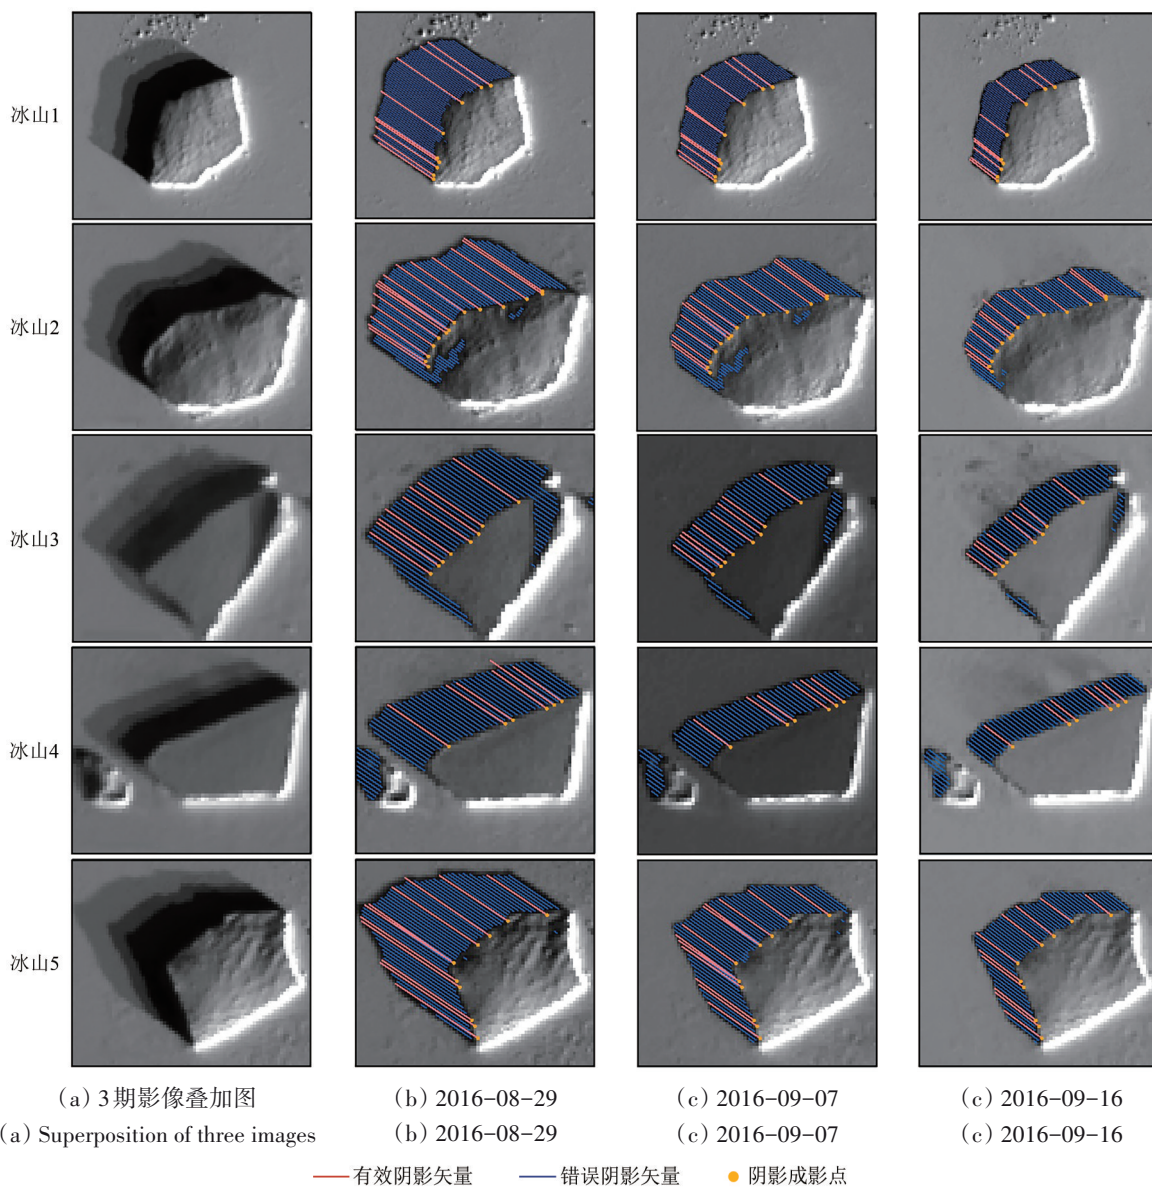 冰山1
冰山2
冰山3
冰山4
冰山5
(a) 3期影像叠加图 (b) 2016-08-29 (c) 2016-09-07 (c) 2016-09-16
(a) Superposition of three images (b) 2016-08-29 (c) 2016-09-07 (c) 2016-09-16
有效阴影矢量 错误阴影矢量 阴影成影点